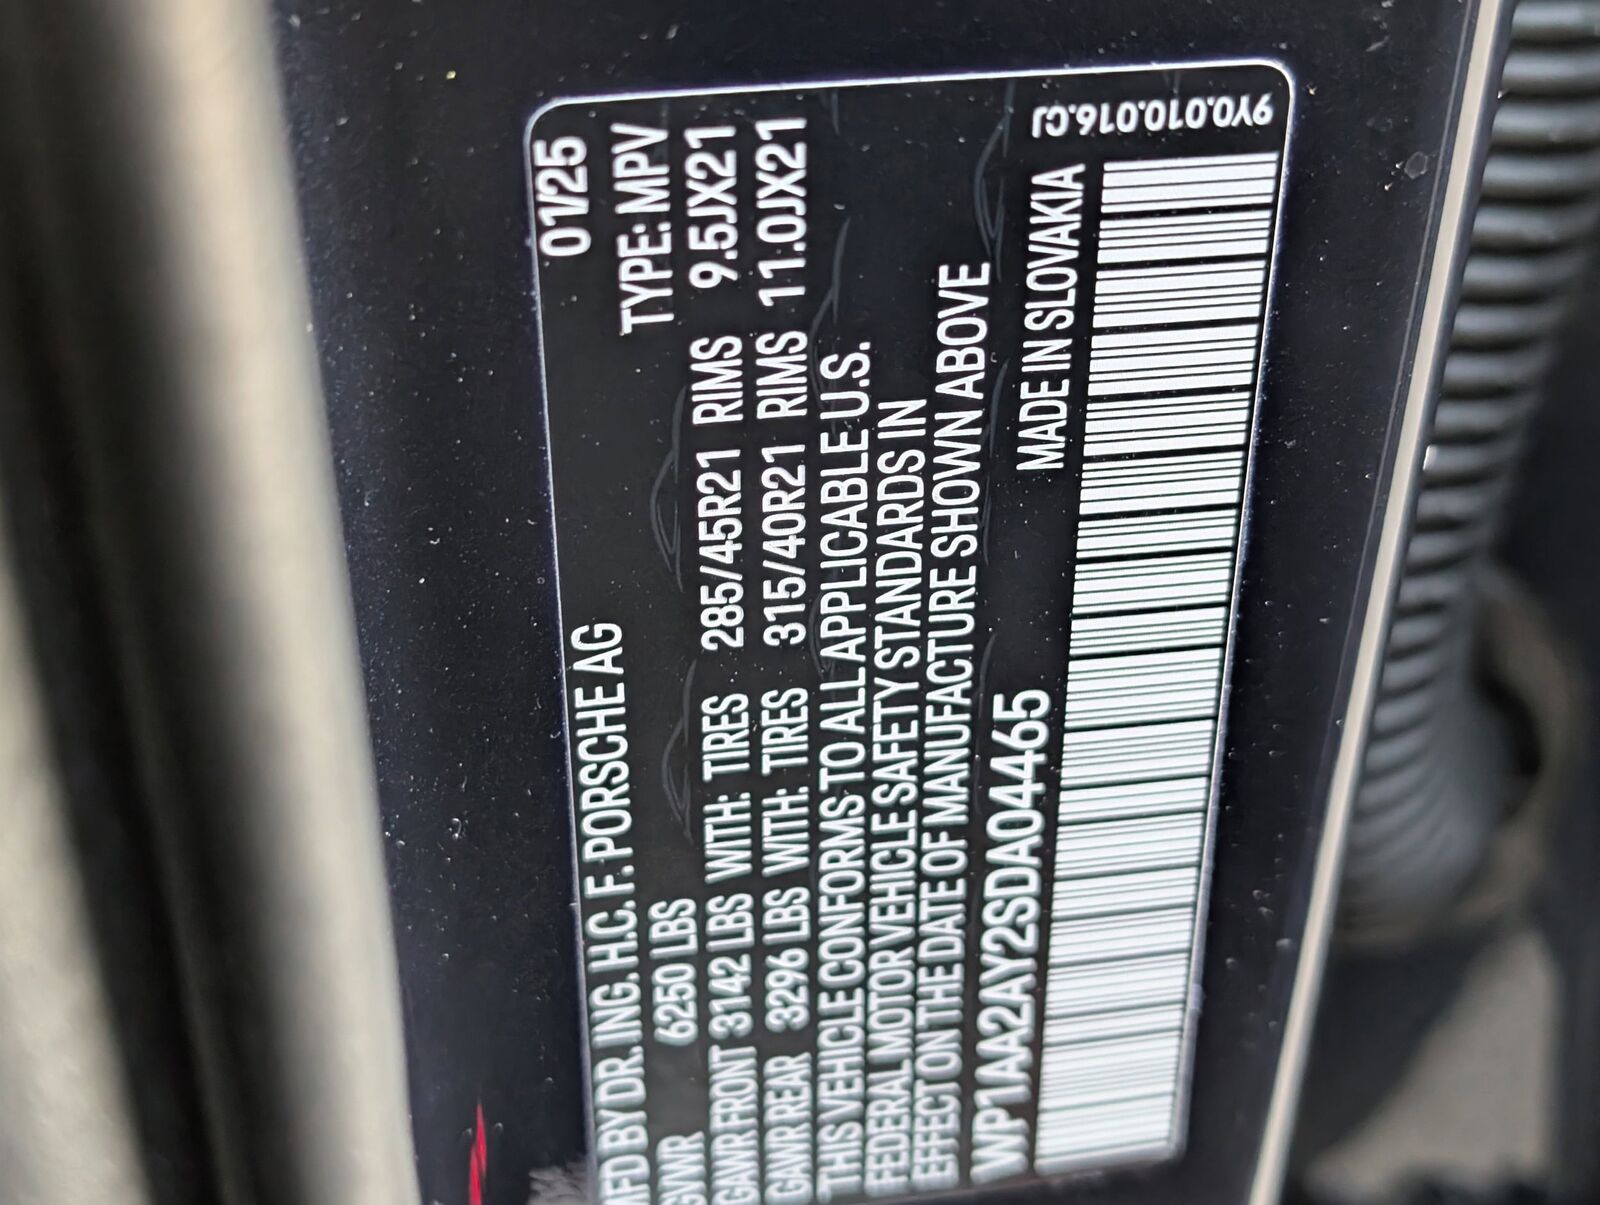 MFD BY DR. ING. H.C. F. PORSCHE AG 01/25
GVWR 6250 LBS TYPE: MPV
GAWR FRONT 3142 LBS WITH: TIRES 285/45R21 RIMS 9.5JX21
GAWR REAR 3296 LBS WITH: TIRES 315/40R21 RIMS 11.0JX21
THIS VEHICLE CONFORMS TO ALL APPLICABLE U.S.
FEDERAL MOTOR VEHICLE SAFETY STANDARDS IN
EFFECT ON THE DATE OF MANUFACTURE SHOWN ABOVE
WP1AA2AY2SDA04465 MADE IN SLOVAKIA
9Y0.010.016.CJ